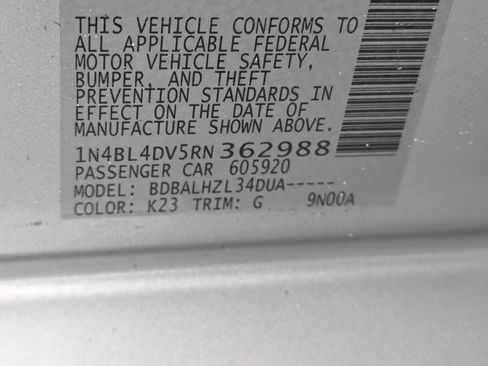 THIS VEHICLE CONFORMS TO
ALL APPLICABLE FEDERAL
MOTOR VEHICLE SAFETY,
BUMPER, AND THEFT
PREVENTION STANDARDS IN
EFFECT ON THE DATE OF
MANUFACTURE SHOWN ABOVE.
1N4BL4DV5RN362988
PASSENGER CAR 605920
MODEL: BDBALHZL34DUA-----
COLOR: K23 TRIM: G 9N00A